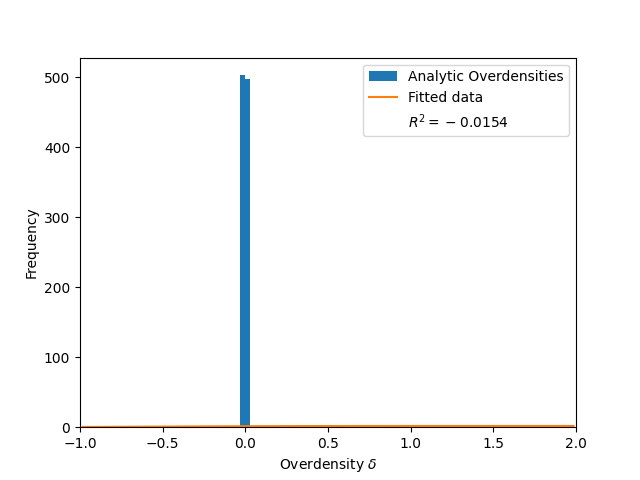 Analytic Overdensities
Fitted data
$R^2 = -0.0154$
500
400
300
200
100
0
Frequency
−1.0 −0.5 0.0 0.5 1.0 1.5 2.0
Overdensity δ